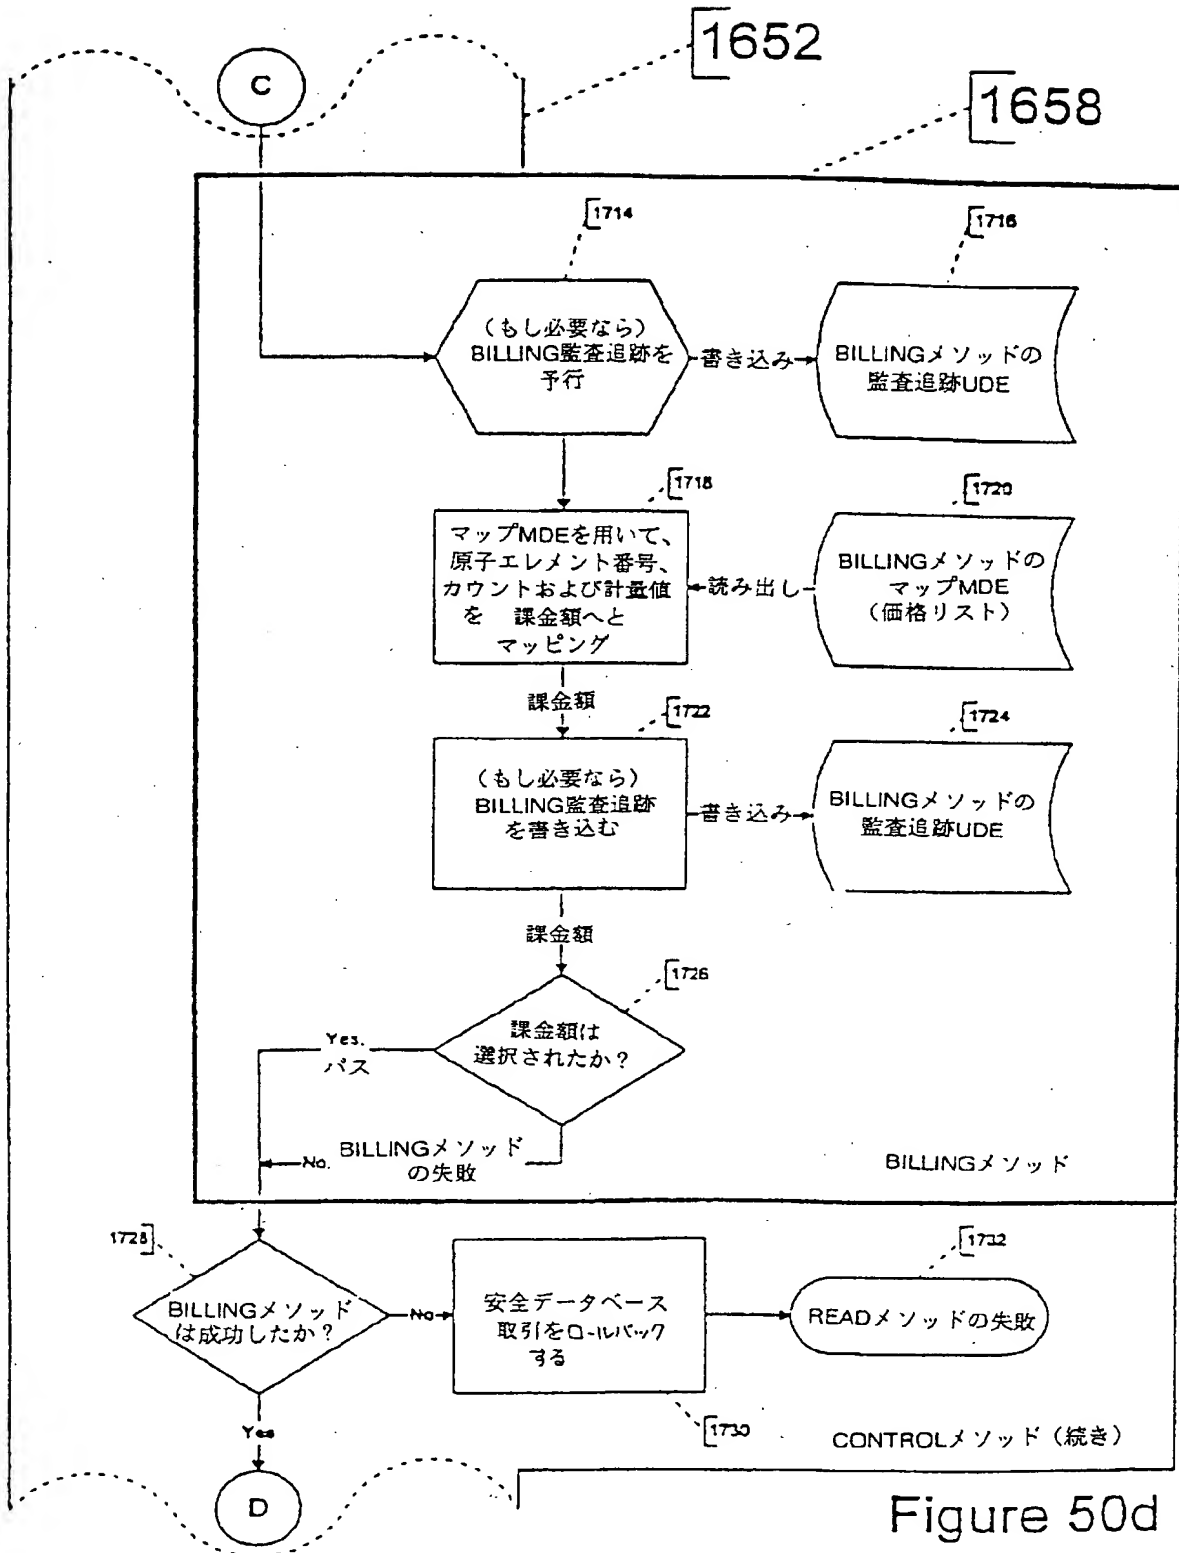 1652
C
1658
1714
1716
(もし必要なら)
BILLING監査追跡を
予行
書き込み
BILLINGメソッドの
監査追跡UDE
1718
1720
マップMDEを用いて、
原子エレメント番号、
カウントおよび計量値
を 課金額へと
マッピング
読み出し
BILLINGメソッドの
マップMDE
(価格リスト)
課金額
1722
1724
(もし必要なら)
BILLING監査追跡
を書き込む
書き込み
BILLINGメソッドの
監査追跡UDE
課金額
1726
課金額は
選択されたか?
Yes.
パス
No.
BILLINGメソッド
の失敗
BILLINGメソッド
1728
1732
BILLINGメソッド
は成功したか?
No
安全データベース
取引をロールバック
する
READメソッドの失敗
1730
Yes
CONTROLメソッド(続き)
D
Figure 50d